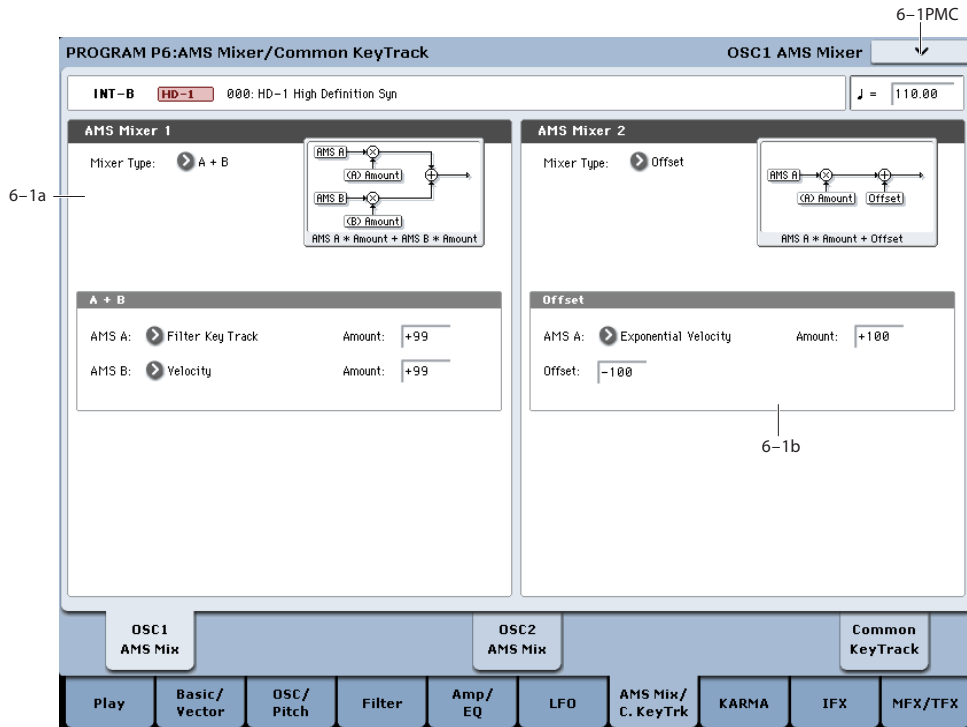 6–1PMC
PROGRAM P6:AMS Mixer/Common KeyTrack
OSC1 AMS Mixer
INT-B HD-1 000: HD-1 High Definition Syn
♩ = 110.00
AMS Mixer 1
Mixer Type: A + B
AMS A
(A) Amount
AMS B
(B) Amount
AMS A * Amount + AMS B * Amount
6–1a
A + B
AMS A: Filter Key Track Amount: +99
AMS B: Velocity Amount: +99
AMS Mixer 2
Mixer Type: Offset
AMS A
(A) Amount Offset
AMS A * Amount + Offset
Offset
AMS A: Exponential Velocity Amount: +100
Offset: -100
6–1b
OSC1
AMS Mix
OSC2
AMS Mix
Common
KeyTrack
Play
Basic/
Vector
OSC/
Pitch
Filter
Amp/
EQ
LFO
AMS Mix/
C. KeyTrk
KARMA
IFX
MFX/TFX